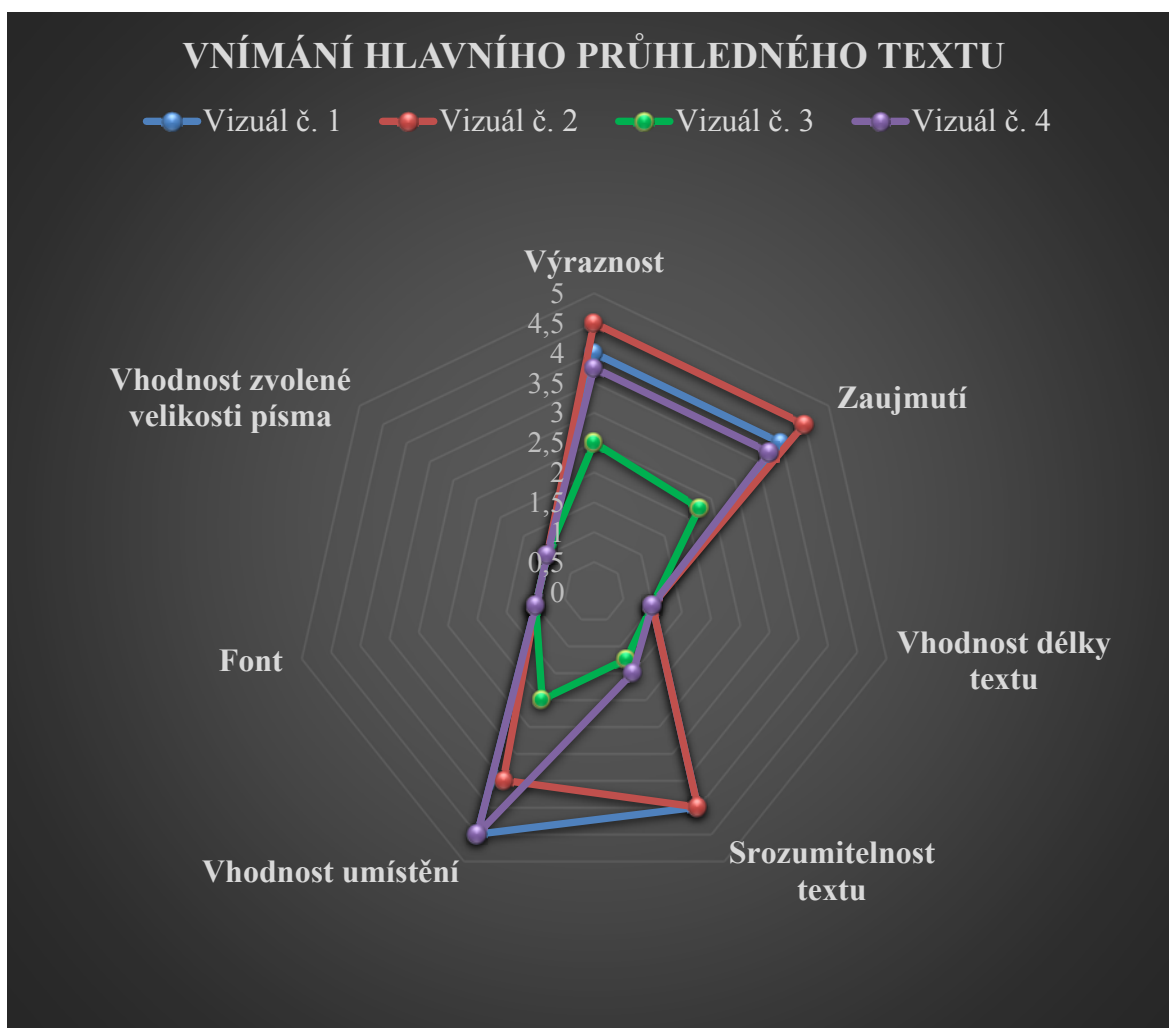 VNÍMÁNÍ HLAVNÍHO PRŮHLEDNÉHO TEXTU
Vizuál č. 1 Vizuál č. 2 Vizuál č. 3 Vizuál č. 4
Výraznost
5
4,5
4
3,5
3
2,5
2
1,5
1
0,5
0
Zaujmutí
Vhodnost délky
textu
Srozumitelnost
textu
Vhodnost umístění
Font
Vhodnost zvolené
velikosti písma